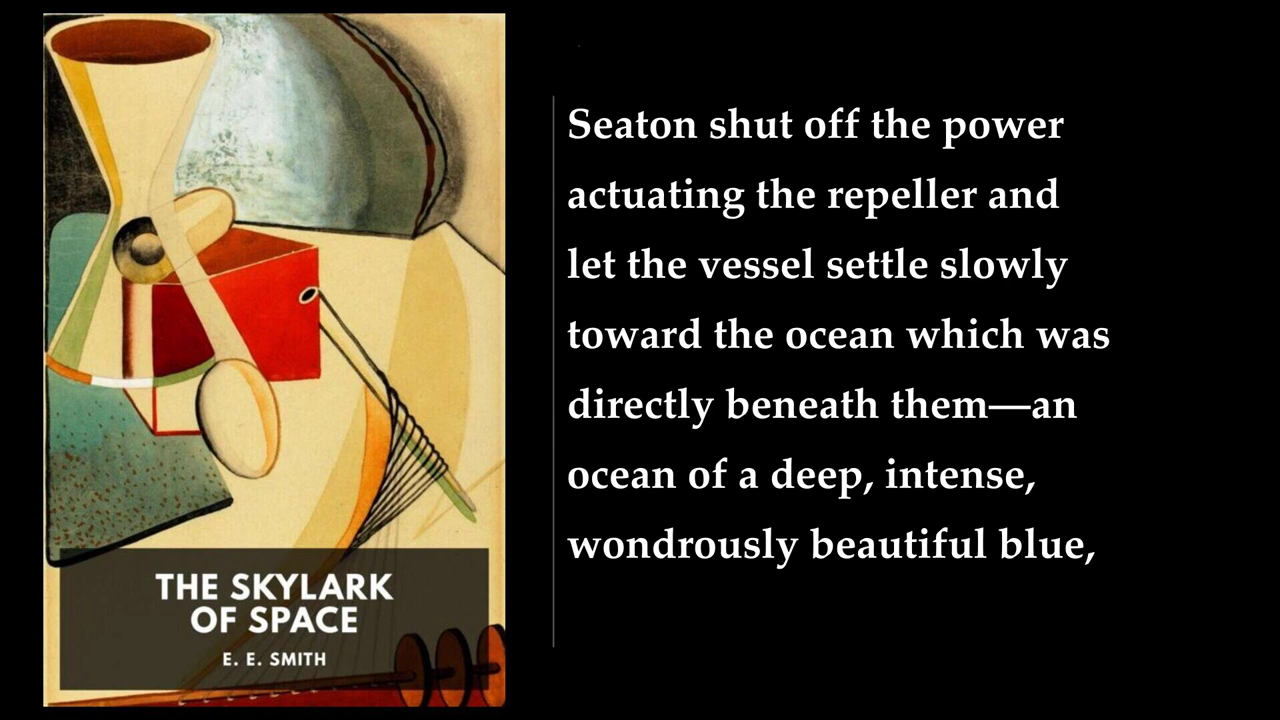 THE SKYLARK
OF SPACE
E. E. SMITH
Seaton shut off the power
actuating the repeller and
let the vessel settle slowly
toward the ocean which was
directly beneath them—an
ocean of a deep, intense,
wondrously beautiful blue,